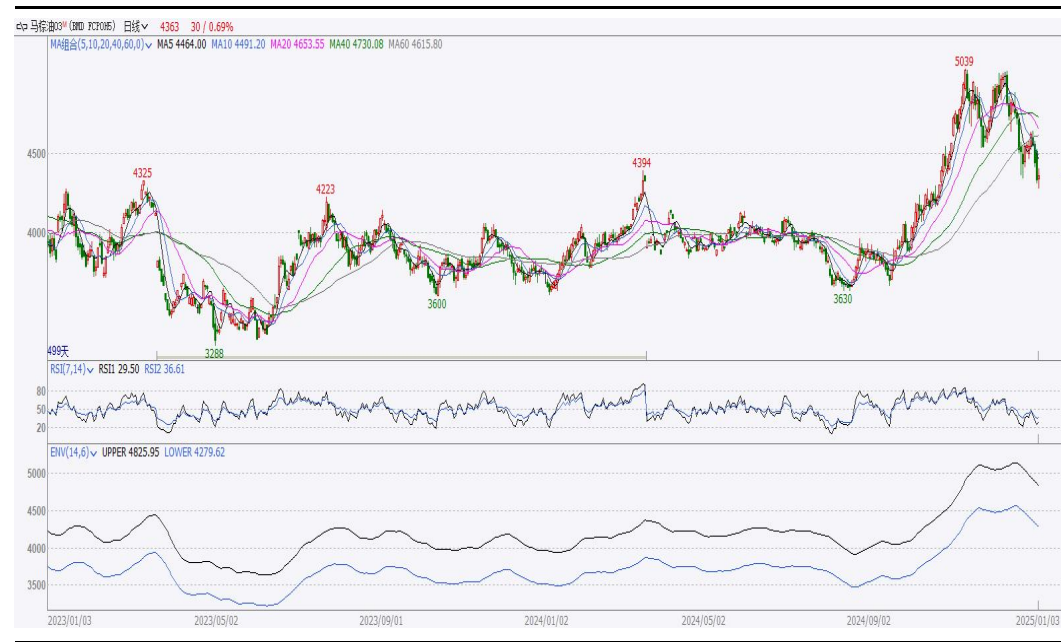 马棕油03M (BMD FCPO0H5) 日线 4363 30 / 0.69%
MA组合(5,10,20,40,60,0) MA5 4464.00 MA10 4491.20 MA20 4653.55 MA40 4730.08 MA60 4615.80
5039
4500
4325
4394
4223
4000
3600
3630
3288
499天
RSI(7,14) RSI1 29.50 RSI2 36.61
80
50
20
ENV(14,6) UPPER 4825.95 LOWER 4279.62
5000
4500
4000
3500
2023/01/03 2023/05/02 2023/09/01 2024/01/02 2024/05/02 2024/09/02 2025/01/03